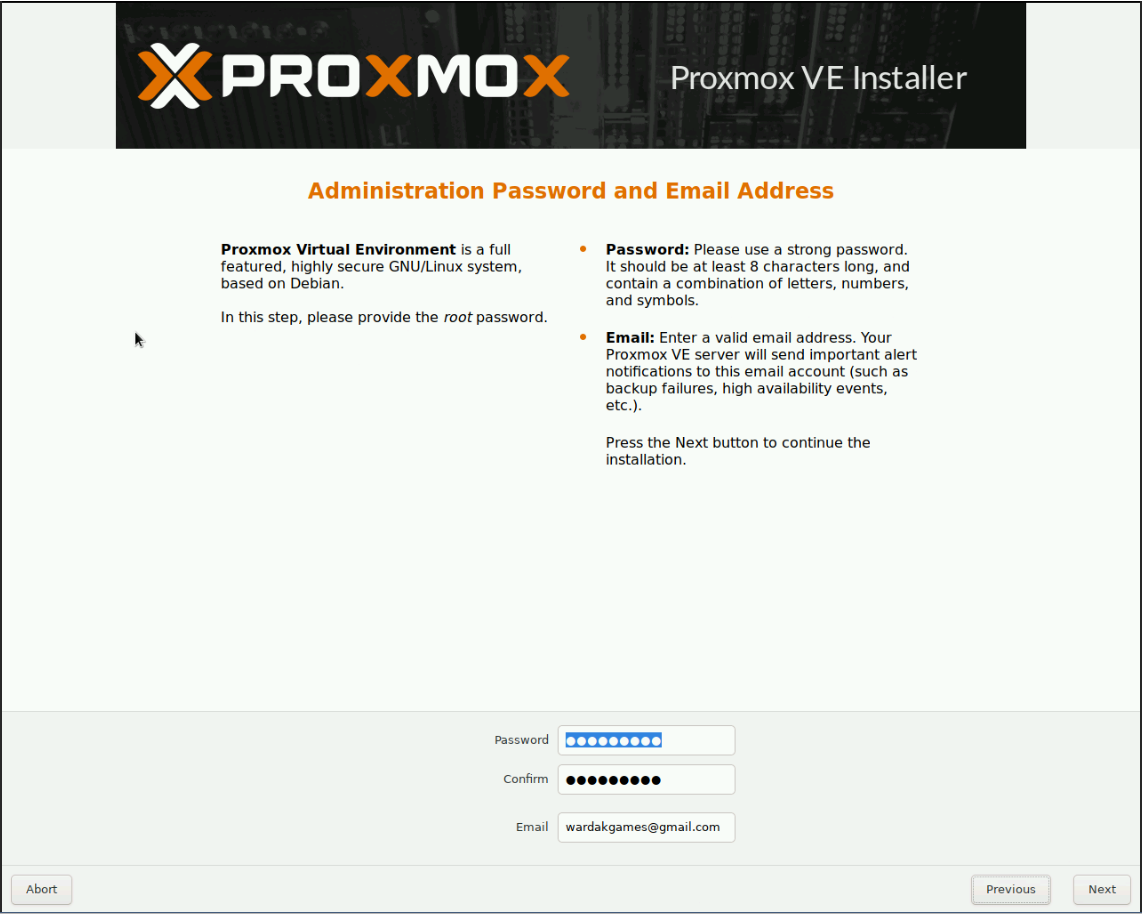 PROXMOX
Proxmox VE Installer
Administration Password and Email Address
Proxmox Virtual Environment is a full
featured, highly secure GNU/Linux system,
based on Debian.
In this step, please provide the root password.
Password: Please use a strong password.
It should be at least 8 characters long, and
contain a combination of letters, numbers,
and symbols.
Email: Enter a valid email address. Your
Proxmox VE server will send important alert
notifications to this email account (such as
backup failures, high availability events,
etc.).
Press the Next button to continue the
installation.
Password ●●●●●●●●●
Confirm ●●●●●●●●●
Email wardakgames@gmail.com
Abort Previous Next